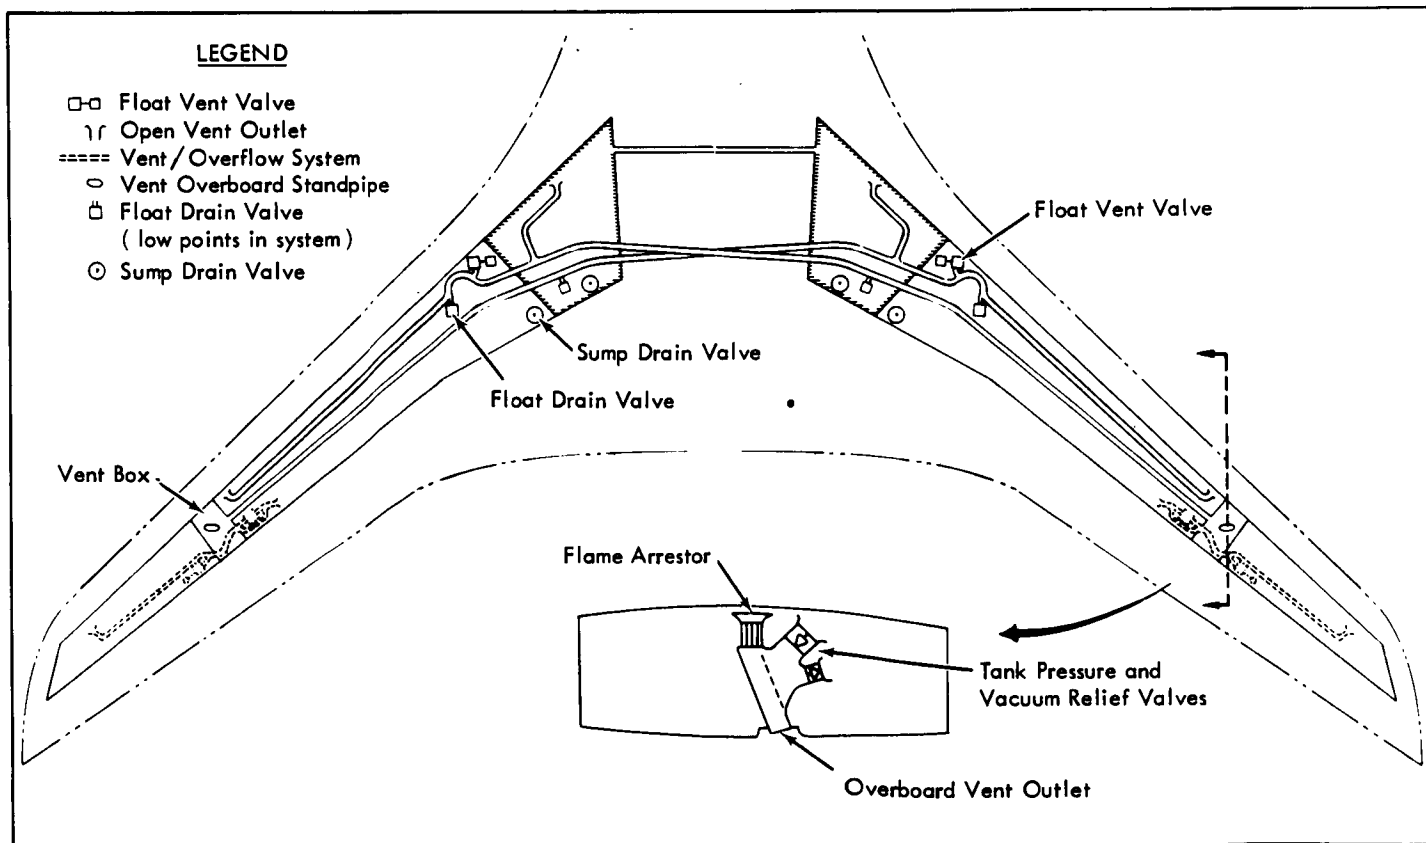 LEGEND
Float Vent Valve
Open Vent Outlet
Vent/Overflow System
Vent Overboard Standpipe
Float Drain Valve
(low points in system)
Sump Drain Valve
Float Vent Valve
Sump Drain Valve
Float Drain Valve
Vent Box
Flame Arrestor
Tank Pressure and
Vacuum Relief Valves
Overboard Vent Outlet